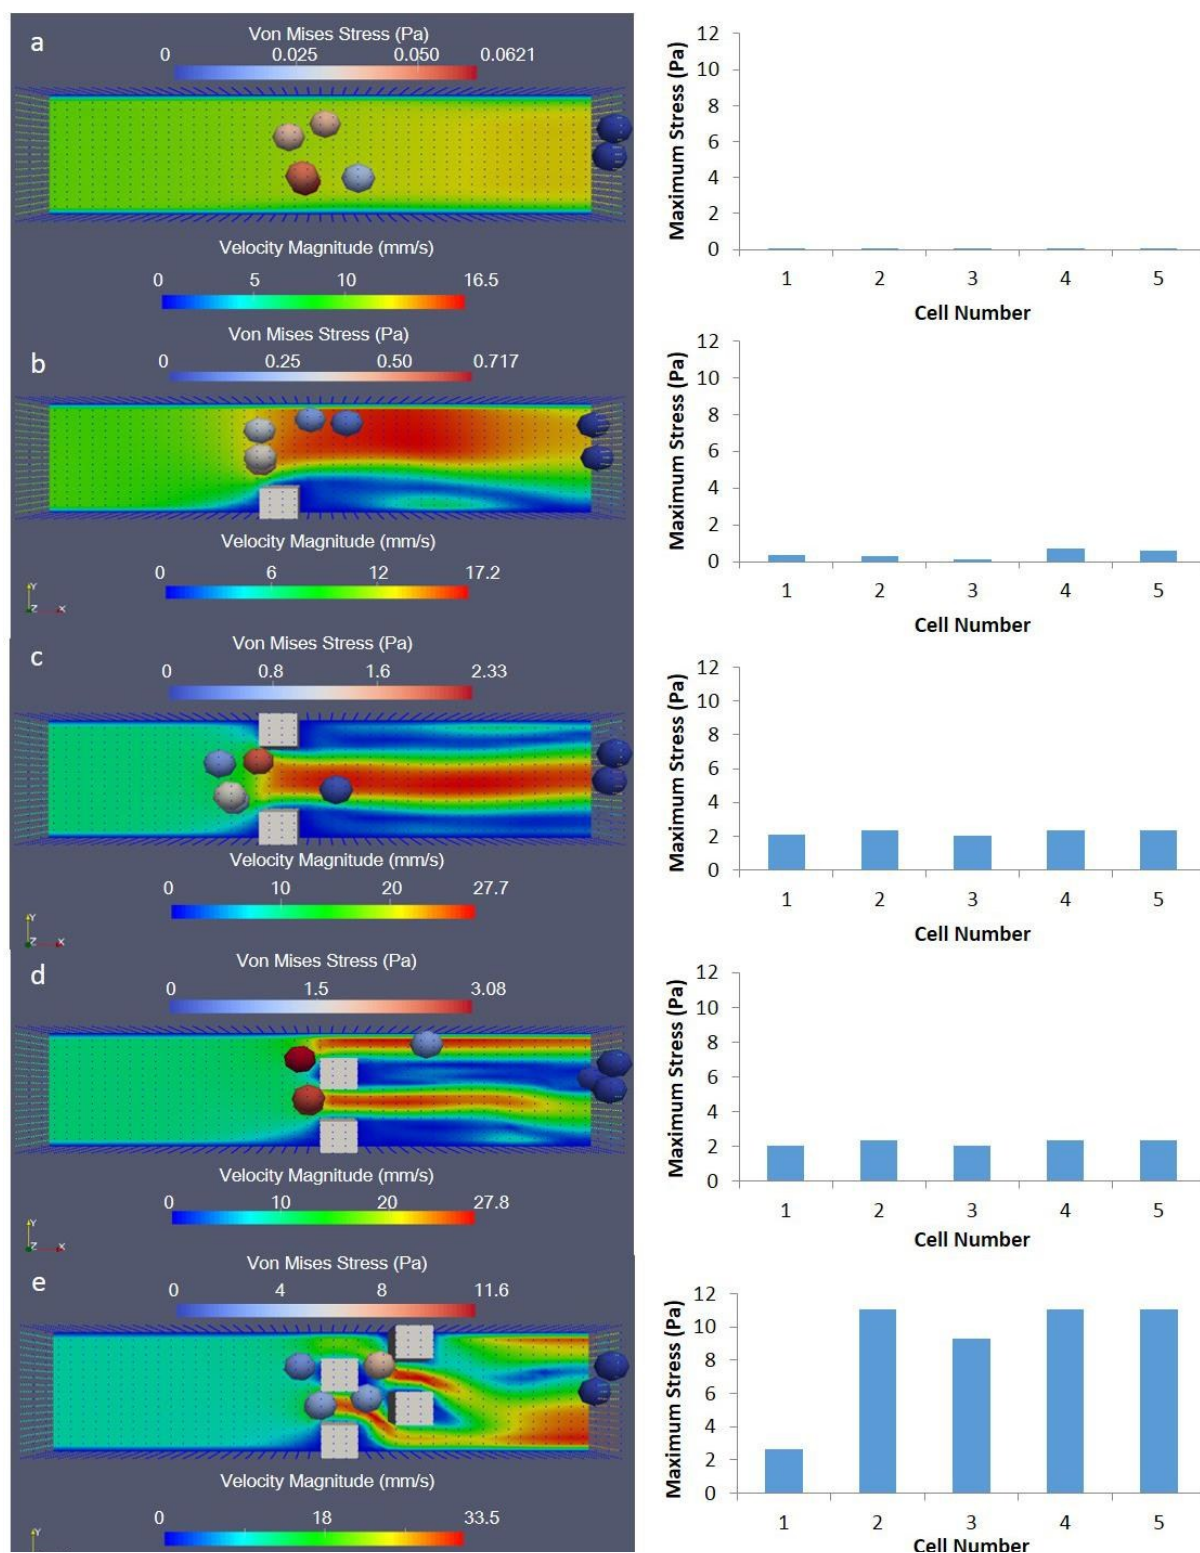 a
Von Mises Stress (Pa)
0 0.025 0.050 0.0621
Velocity Magnitude (mm/s)
0 5 10 16.5
Maximum Stress (Pa)
12
10
8
6
4
2
0
1 2 3 4 5
Cell Number
b
Von Mises Stress (Pa)
0 0.25 0.50 0.717
Velocity Magnitude (mm/s)
0 6 12 17.2
Y
Z X
Maximum Stress (Pa)
12
10
8
6
4
2
0
1 2 3 4 5
Cell Number
c
Von Mises Stress (Pa)
0 0.8 1.6 2.33
Velocity Magnitude (mm/s)
0 10 20 27.7
Y
Z X
Maximum Stress (Pa)
12
10
8
6
4
2
0
1 2 3 4 5
Cell Number
d
Von Mises Stress (Pa)
0 1.5 3.08
Velocity Magnitude (mm/s)
0 10 20 27.8
Y
Z X
Maximum Stress (Pa)
12
10
8
6
4
2
0
1 2 3 4 5
Cell Number
e
Von Mises Stress (Pa)
0 4 8 11.6
Velocity Magnitude (mm/s)
0 18 33.5
Y
Maximum Stress (Pa)
12
10
8
6
4
2
0
1 2 3 4 5
Cell Number